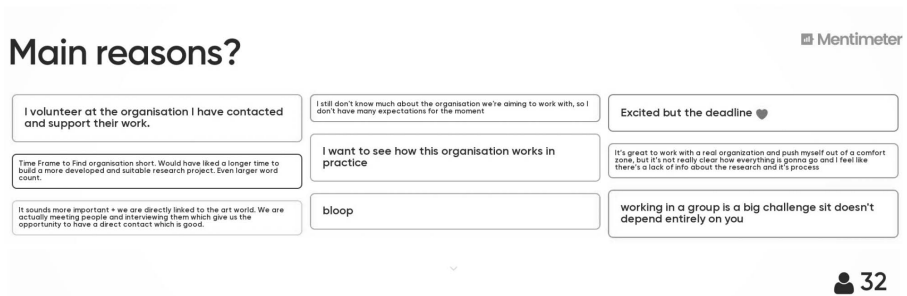 Main reasons?
Mentimeter
I volunteer at the organisation I have contacted
and support their work.
Time Frame to Find organisation short. Would have liked a longer time to
build a more developed and suitable research project. Even larger word
count.
It sounds more important + we are directly linked to the art world. We are
actually meeting people and interviewing them which give us the
opportunity to have a direct contact which is good.
I still don't know much about the organisation we're aiming to work with, so I
don't have many expectations for the moment
I want to see how this organisation works in
practice
bloop
Excited but the deadline 🖤
It's great to work with a real organization and push myself out of a comfort
zone, but it's not really clear how everything is gonna go and I feel like
there's a lack of info about the research and it's process
working in a group is a big challenge sit doesn't
depend entirely on you
32